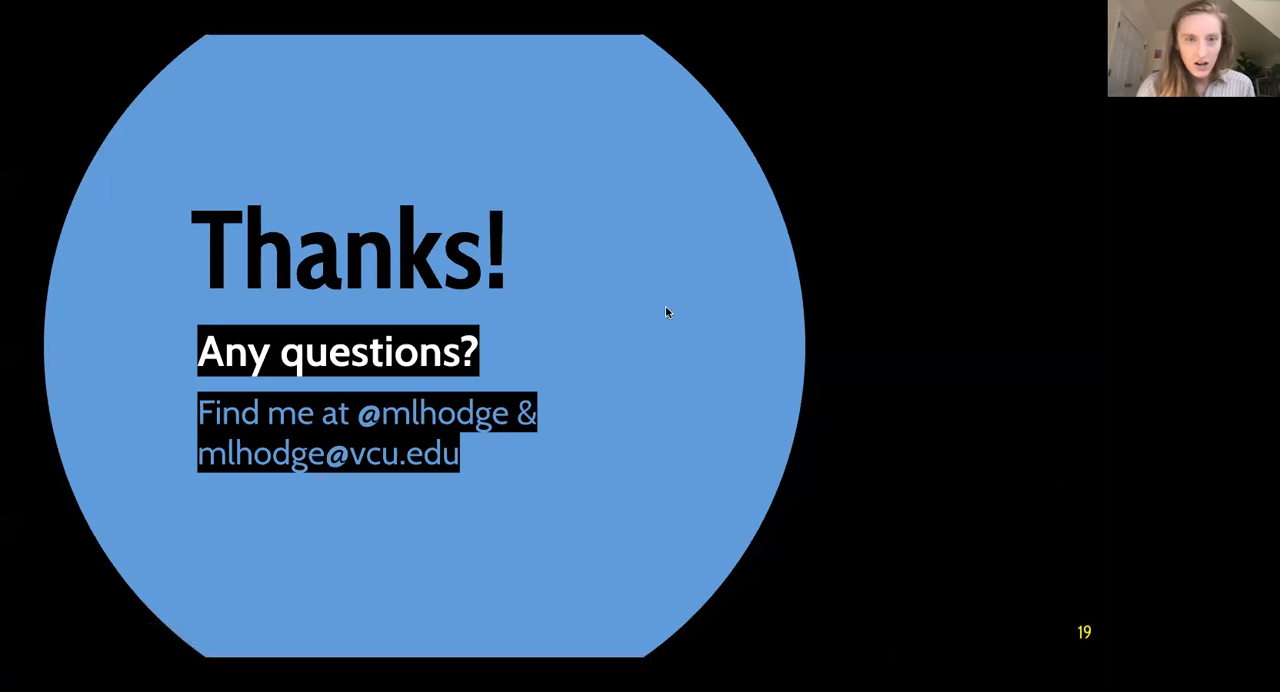 Thanks!
Any questions?
Find me at @mlhodge &
mlhodge@vcu.edu
19